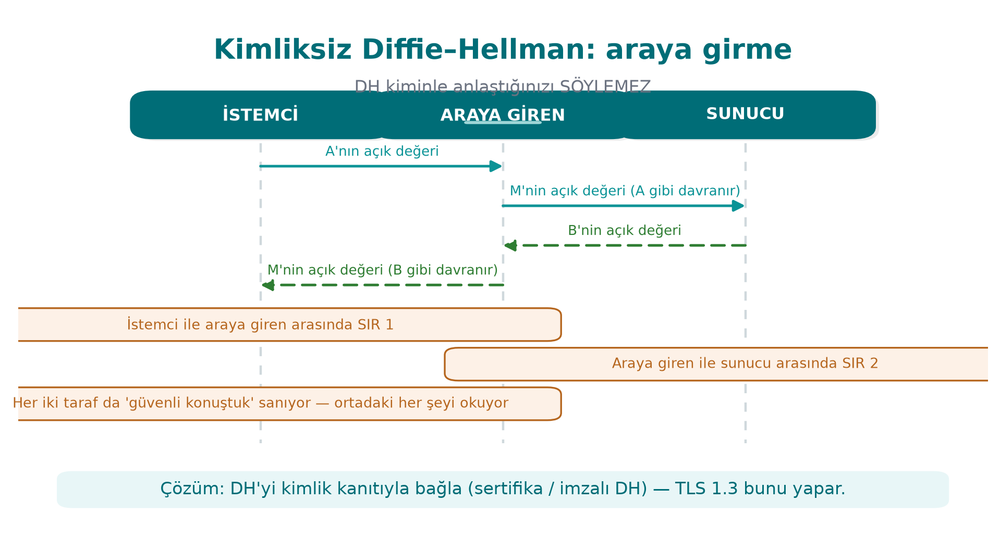 Kimliksiz Diffie–Hellman: araya girme
DH kiminle anlaştığınızı SÖYLEMEZ
İSTEMCİ
ARAYA GİREN
SUNUCU
A'nın açık değeri
M'nin açık değeri (A gibi davranır)
B'nin açık değeri
M'nin açık değeri (B gibi davranır)
İstemci ile araya giren arasında SIR 1
Araya giren ile sunucu arasında SIR 2
Her iki taraf da 'güvenli konuştuk' sanıyor — ortadaki her şeyi okuyor
Çözüm: DH'yi kimlik kanıtıyla bağla (sertifika / imzalı DH) — TLS 1.3 bunu yapar.